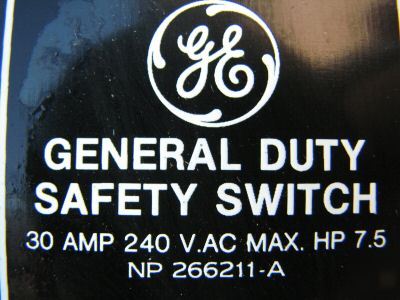 GE
GENERAL DUTY
SAFETY SWITCH
30 AMP 240 V.AC MAX. HP 7.5
NP 266211-A